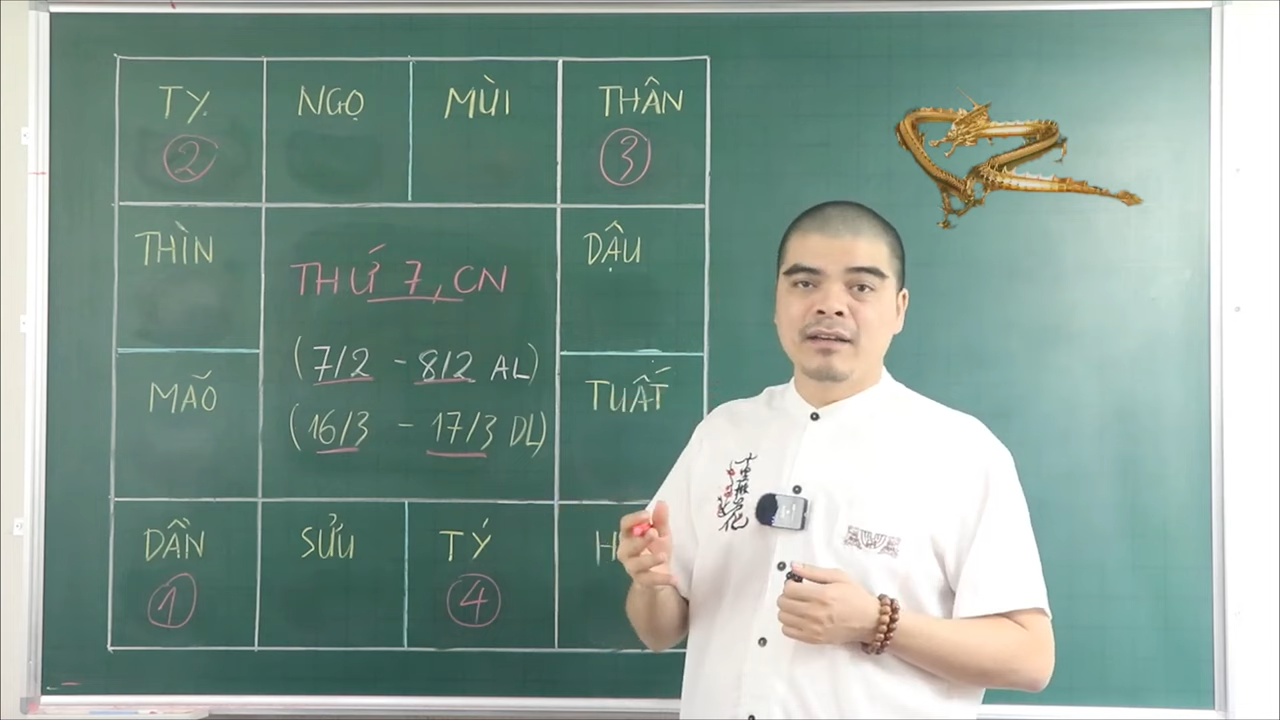 TỴ NGỌ MÙI THÂN
2 3
THÌN DẬU
THỨ 7, CN
(7/2 - 8/2 AL)
MÃO TUẤT
(16/3 - 17/3 DL)
DẦN SỬU TÝ H
1 4